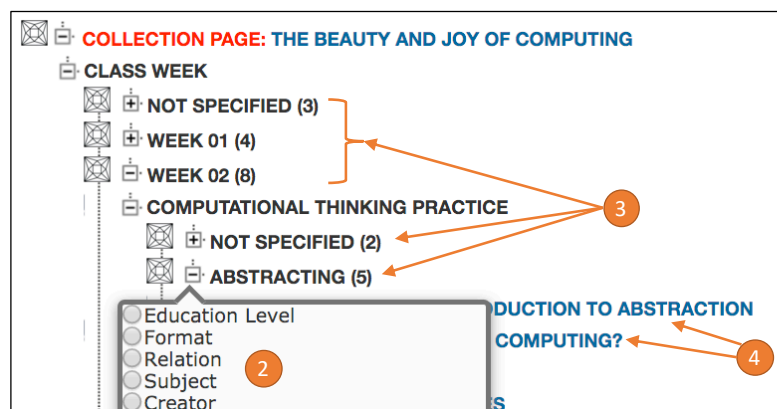 COLLECTION PAGE: THE BEAUTY AND JOY OF COMPUTING
CLASS WEEK
NOT SPECIFIED (3)
WEEK 01 (4)
WEEK 02 (8)
COMPUTATIONAL THINKING PRACTICE
3
NOT SPECIFIED (2)
ABSTRACTING (5)
Education Level
DUCTION TO ABSTRACTION
Format
COMPUTING?
4
Relation
2
Subject
Creator
ES